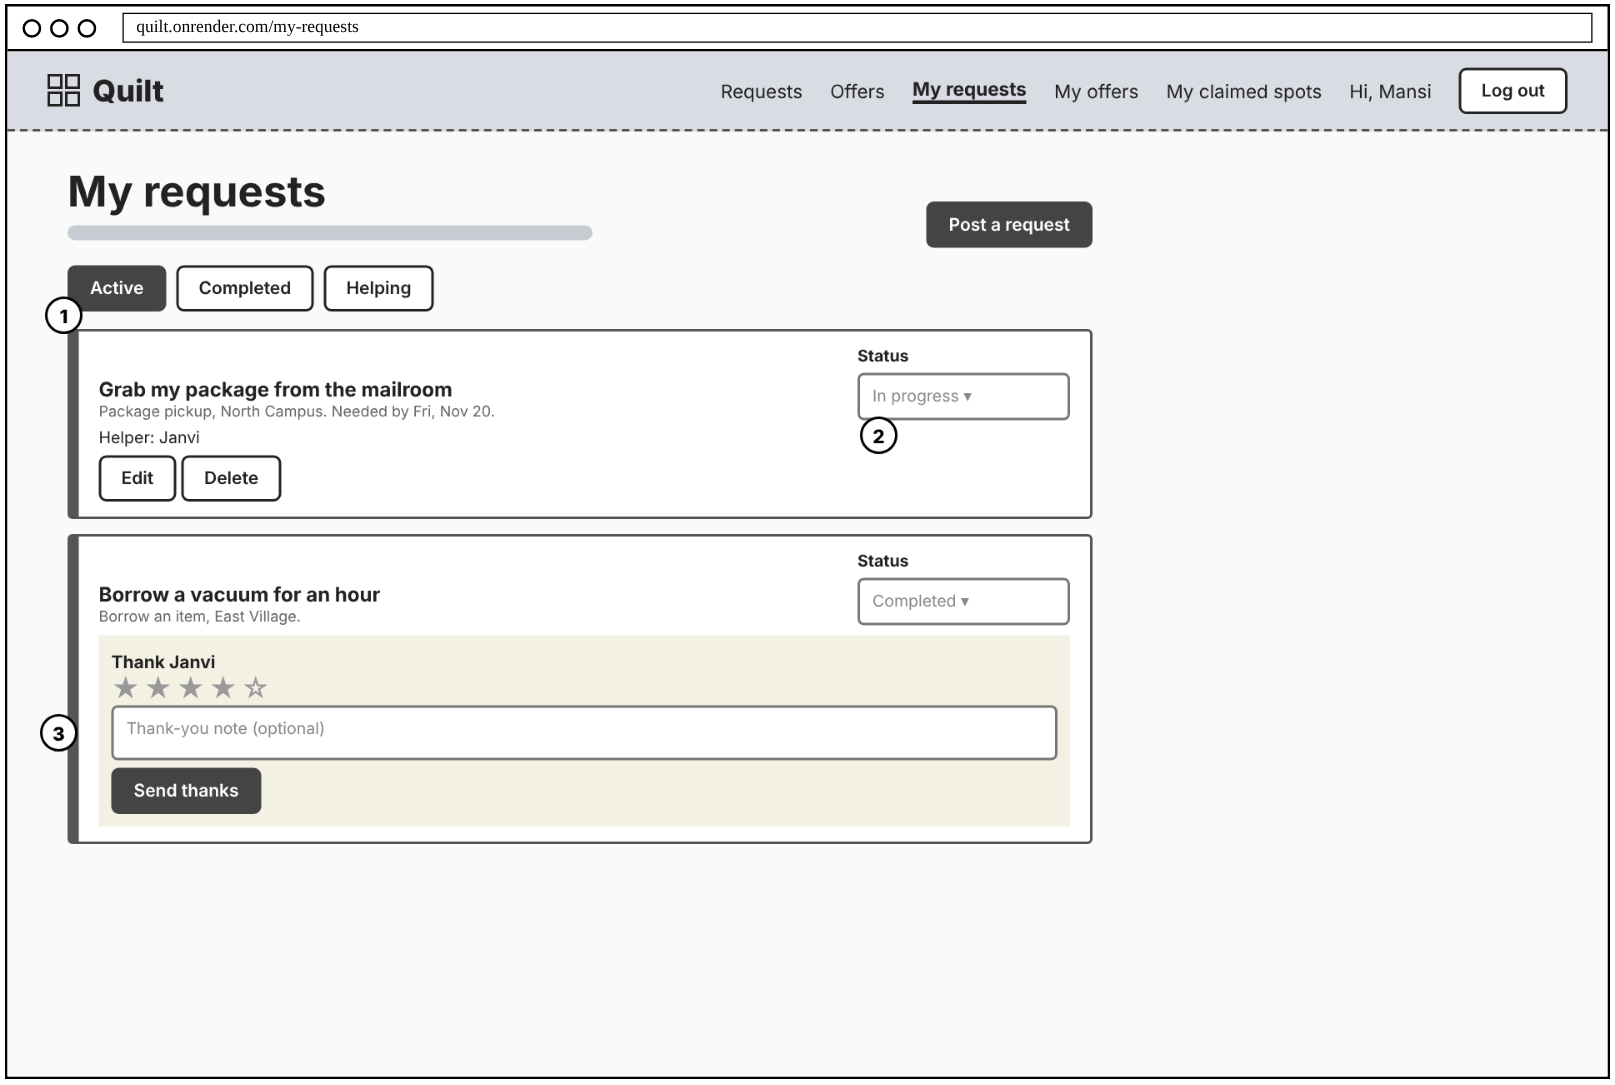 quilt.onrender.com/my-requests
Quilt
Requests Offers My requests My offers My claimed spots Hi, Mansi Log out
My requests
Post a request
Active Completed Helping
1
Status
Grab my package from the mailroom
In progress ▾
Package pickup, North Campus. Needed by Fri, Nov 20.
2
Helper: Janvi
Edit Delete
Status
Borrow a vacuum for an hour
Completed ▾
Borrow an item, East Village.
Thank Janvi
★ ★ ★ ★ ☆
3
Thank-you note (optional)
Send thanks